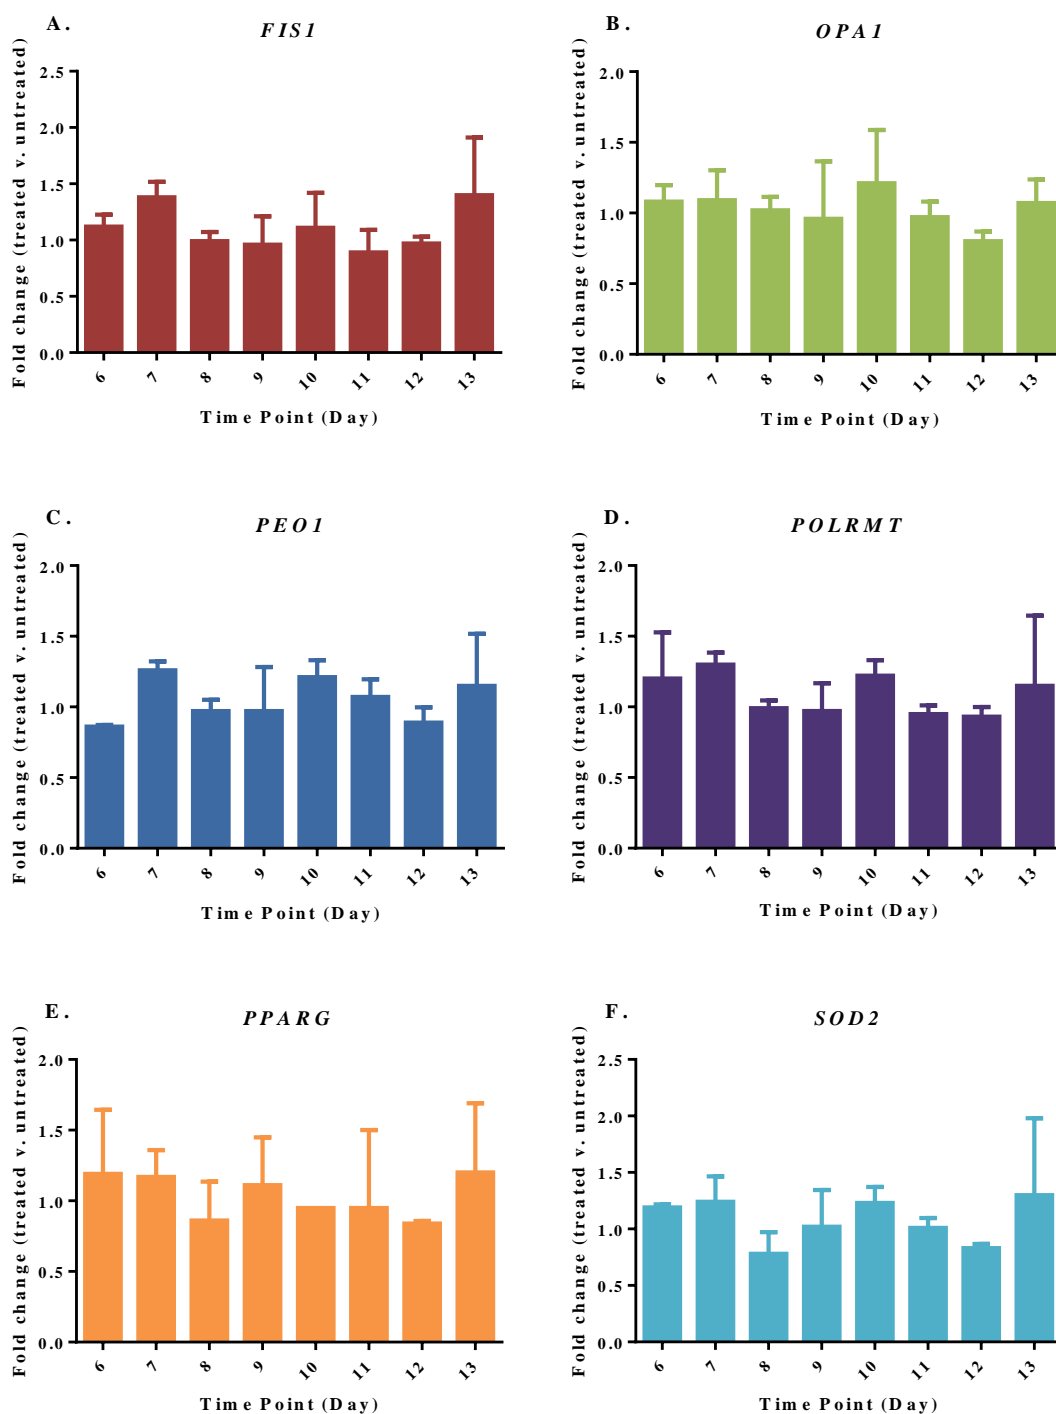 A.
FIS1
Fold change (treated v. untreated)
2.5
2.0
1.5
1.0
0.5
0.0
6 7 8 9 10 11 12 13
Time Point (Day)
B.
OPA1
Fold change (treated v. untreated)
2.0
1.5
1.0
0.5
0.0
6 7 8 9 10 11 12 13
Time Point (Day)
C.
PEO1
Fold change (treated v. untreated)
2.0
1.5
1.0
0.5
0.0
6 7 8 9 10 11 12 13
Time Point (Day)
D.
POLRMT
Fold change (treated v. untreated)
2.0
1.5
1.0
0.5
0.0
6 7 8 9 10 11 12 13
Time Point (Day)
E.
PPARG
Fold change (treated v. untreated)
2.0
1.5
1.0
0.5
0.0
6 7 8 9 10 11 12 13
Time Point (Day)
F.
SOD2
Fold change (treated v. untreated)
2.5
2.0
1.5
1.0
0.5
0.0
6 7 8 9 10 11 12 13
Time Point (Day)